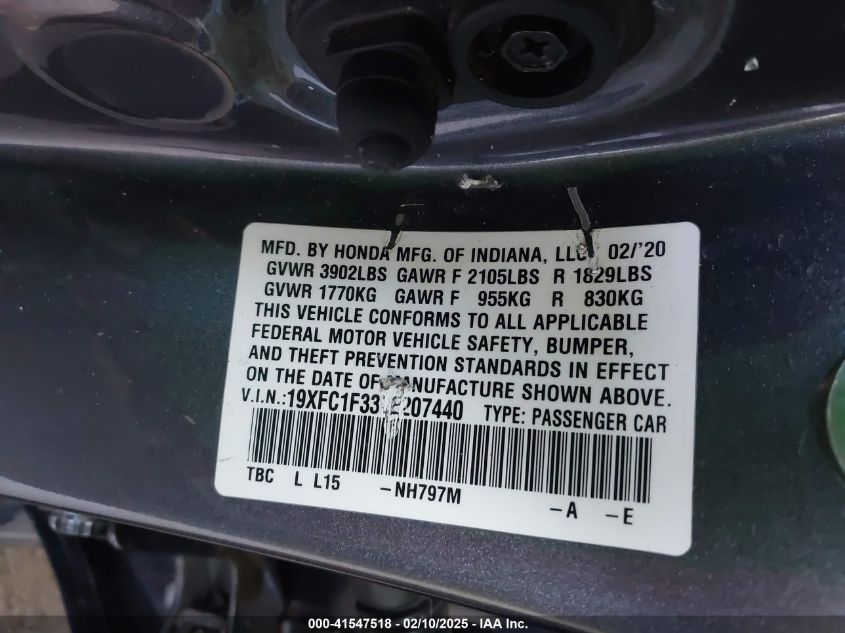 MFD. BY HONDA MFG. OF INDIANA, LLC. 02/'20
GVWR 3902LBS GAWR F 2105LBS R 1829LBS
GVWR 1770KG GAWR F 955KG R 830KG
THIS VEHICLE CONFORMS TO ALL APPLICABLE
FEDERAL MOTOR VEHICLE SAFETY, BUMPER,
AND THEFT PREVENTION STANDARDS IN EFFECT
ON THE DATE OF MANUFACTURE SHOWN ABOVE.
V.I.N.:19XFC1F33LE207440 TYPE: PASSENGER CAR
TBC L L15 -NH797M -A -E
000-41547518 - 02/10/2025 - IAA Inc.